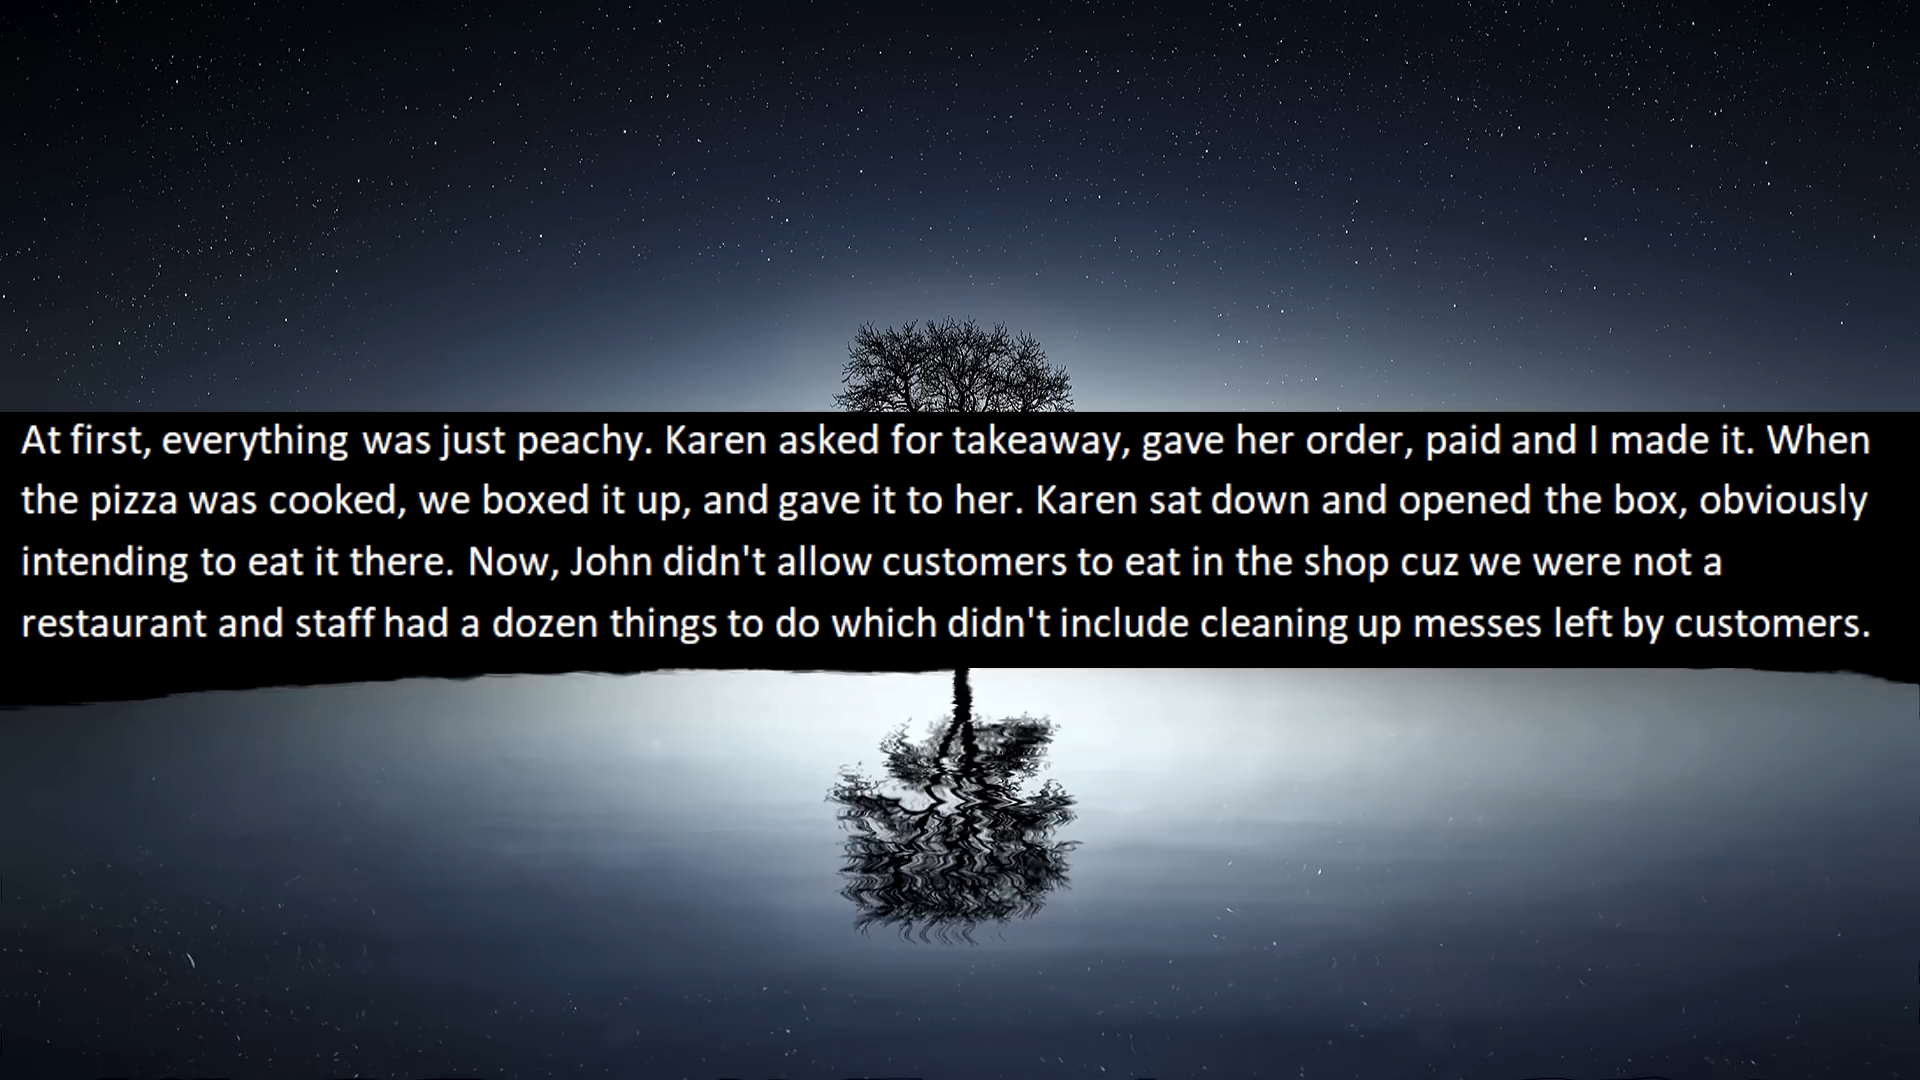 At first, everything was just peachy. Karen asked for takeaway, gave her order, paid and I made it. When
the pizza was cooked, we boxed it up, and gave it to her. Karen sat down and opened the box, obviously
intending to eat it there. Now, John didn't allow customers to eat in the shop cuz we were not a
restaurant and staff had a dozen things to do which didn't include cleaning up messes left by customers.